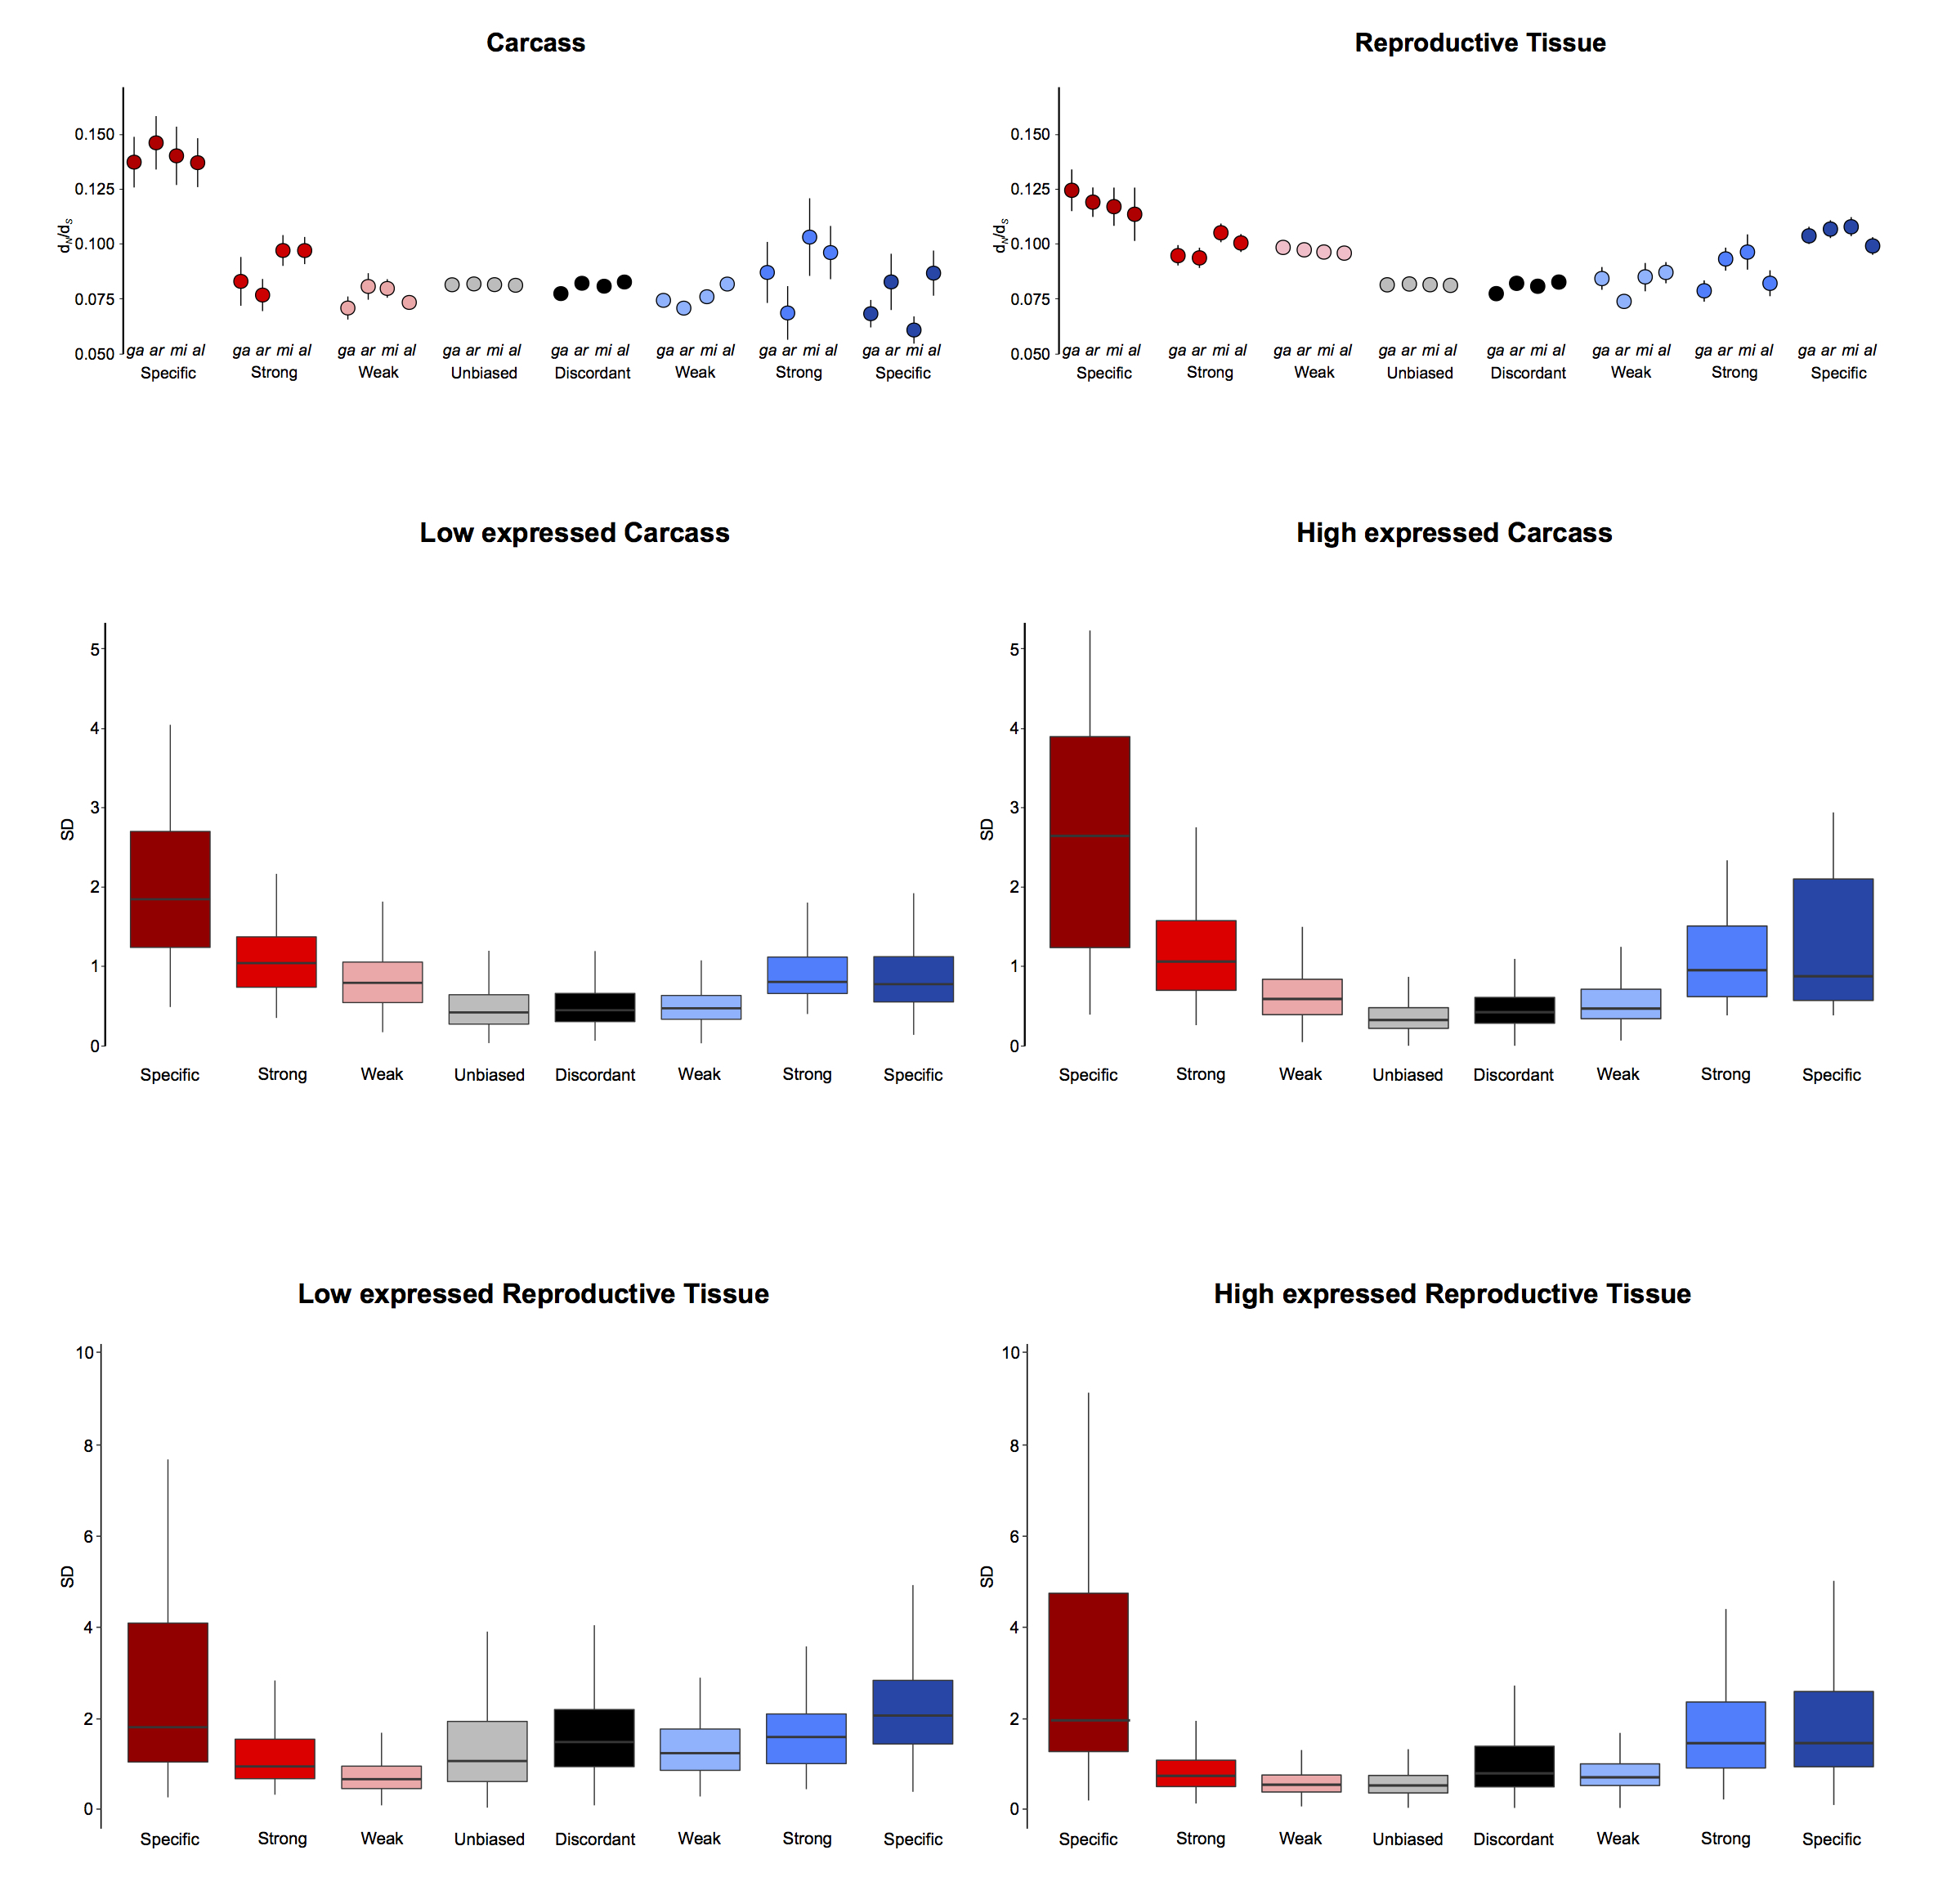 Carcass
Reproductive Tissue
0.150
0.125
0.100
0.075
0.050
dN/dS
ga ar mi al ga ar mi al ga ar mi al ga ar mi al ga ar mi al ga ar mi al ga ar mi al ga ar mi al
Specific Strong Weak Unbiased Discordant Weak Strong Specific
0.150
0.125
0.100
0.075
0.050
dN/dS
ga ar mi al ga ar mi al ga ar mi al ga ar mi al ga ar mi al ga ar mi al ga ar mi al ga ar mi al
Specific Strong Weak Unbiased Discordant Weak Strong Specific
Low expressed Carcass
High expressed Carcass
5
4
3
2
1
0
SD
Specific Strong Weak Unbiased Discordant Weak Strong Specific
5
4
3
2
1
0
SD
Specific Strong Weak Unbiased Discordant Weak Strong Specific
Low expressed Reproductive Tissue
High expressed Reproductive Tissue
10
8
6
4
2
0
SD
Specific Strong Weak Unbiased Discordant Weak Strong Specific
10
8
6
4
2
0
SD
Specific Strong Weak Unbiased Discordant Weak Strong Specific